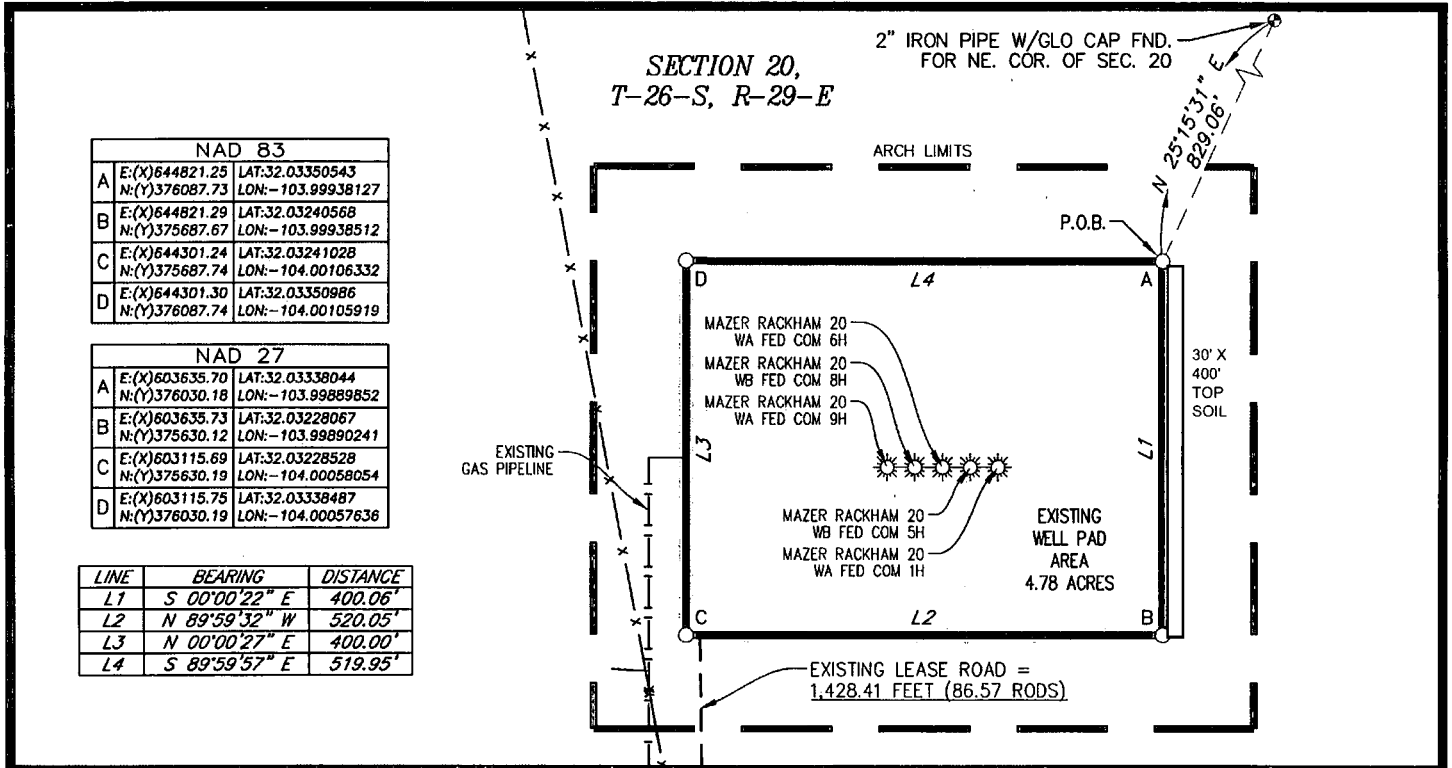 SECTION 20,
T-26-S, R-29-E
2" IRON PIPE W/GLO CAP FND.
FOR NE. COR. OF SEC. 20
N 25°15'31" E
829.06'
ARCH LIMITS
P.O.B.
NAD 83
A E:(X)644821.25 LAT:32.03350543
N:(Y)376087.73 LON:-103.99938127
B E:(X)644821.29 LAT:32.03240568
N:(Y)375687.67 LON:-103.99938512
C E:(X)644301.24 LAT:32.03241028
N:(Y)375687.74 LON:-104.00106332
D E:(X)644301.30 LAT:32.03350986
N:(Y)376087.74 LON:-104.00105919
NAD 27
A E:(X)603635.70 LAT:32.03338044
N:(Y)376030.18 LON:-103.99889852
B E:(X)603635.73 LAT:32.03228067
N:(Y)375630.12 LON:-103.99890241
C E:(X)603115.69 LAT:32.03228528
N:(Y)375630.19 LON:-104.00058054
D E:(X)603115.75 LAT:32.03338487
N:(Y)376030.19 LON:-104.00057636
LINE BEARING DISTANCE
L1 S 00°00'22" E 400.06'
L2 N 89°59'32" W 520.05'
L3 N 00°00'27" E 400.00'
L4 S 89°59'57" E 519.95'
D
L4
A
MAZER RACKHAM 20
WA FED COM 6H
MAZER RACKHAM 20
WB FED COM 8H
MAZER RACKHAM 20
WA FED COM 9H
30' X
400'
TOP
SOIL
L3
L1
EXISTING
GAS PIPELINE
MAZER RACKHAM 20
WB FED COM 5H
MAZER RACKHAM 20
WA FED COM 1H
EXISTING
WELL PAD
AREA
4.78 ACRES
C
L2
B
EXISTING LEASE ROAD =
1,428.41 FEET (86.57 RODS)